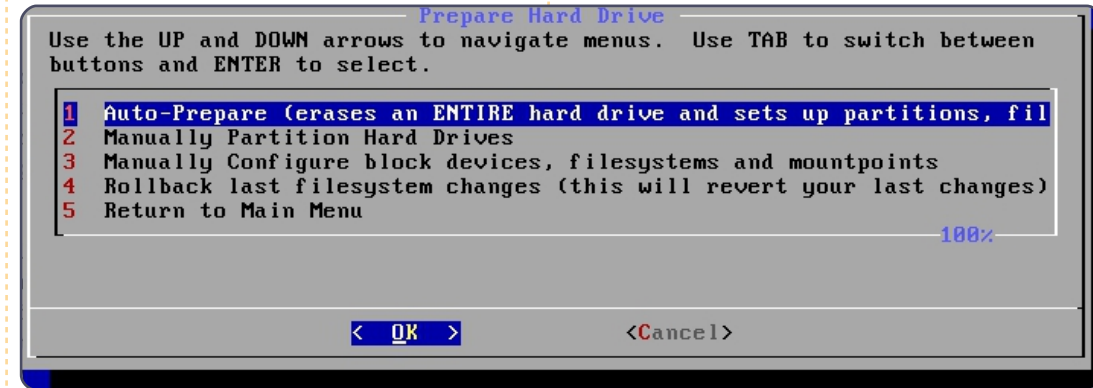 Prepare Hard Drive
Use the UP and DOWN arrows to navigate menus.  Use TAB to switch between
buttons and ENTER to select.
1  Auto-Prepare (erases an ENTIRE hard drive and sets up partitions, fil
2  Manually Partition Hard Drives
3  Manually Configure block devices, filesystems and mountpoints
4  Rollback last filesystem changes (this will revert your last changes)
5  Return to Main Menu
100%
<  OK  > <Cancel>